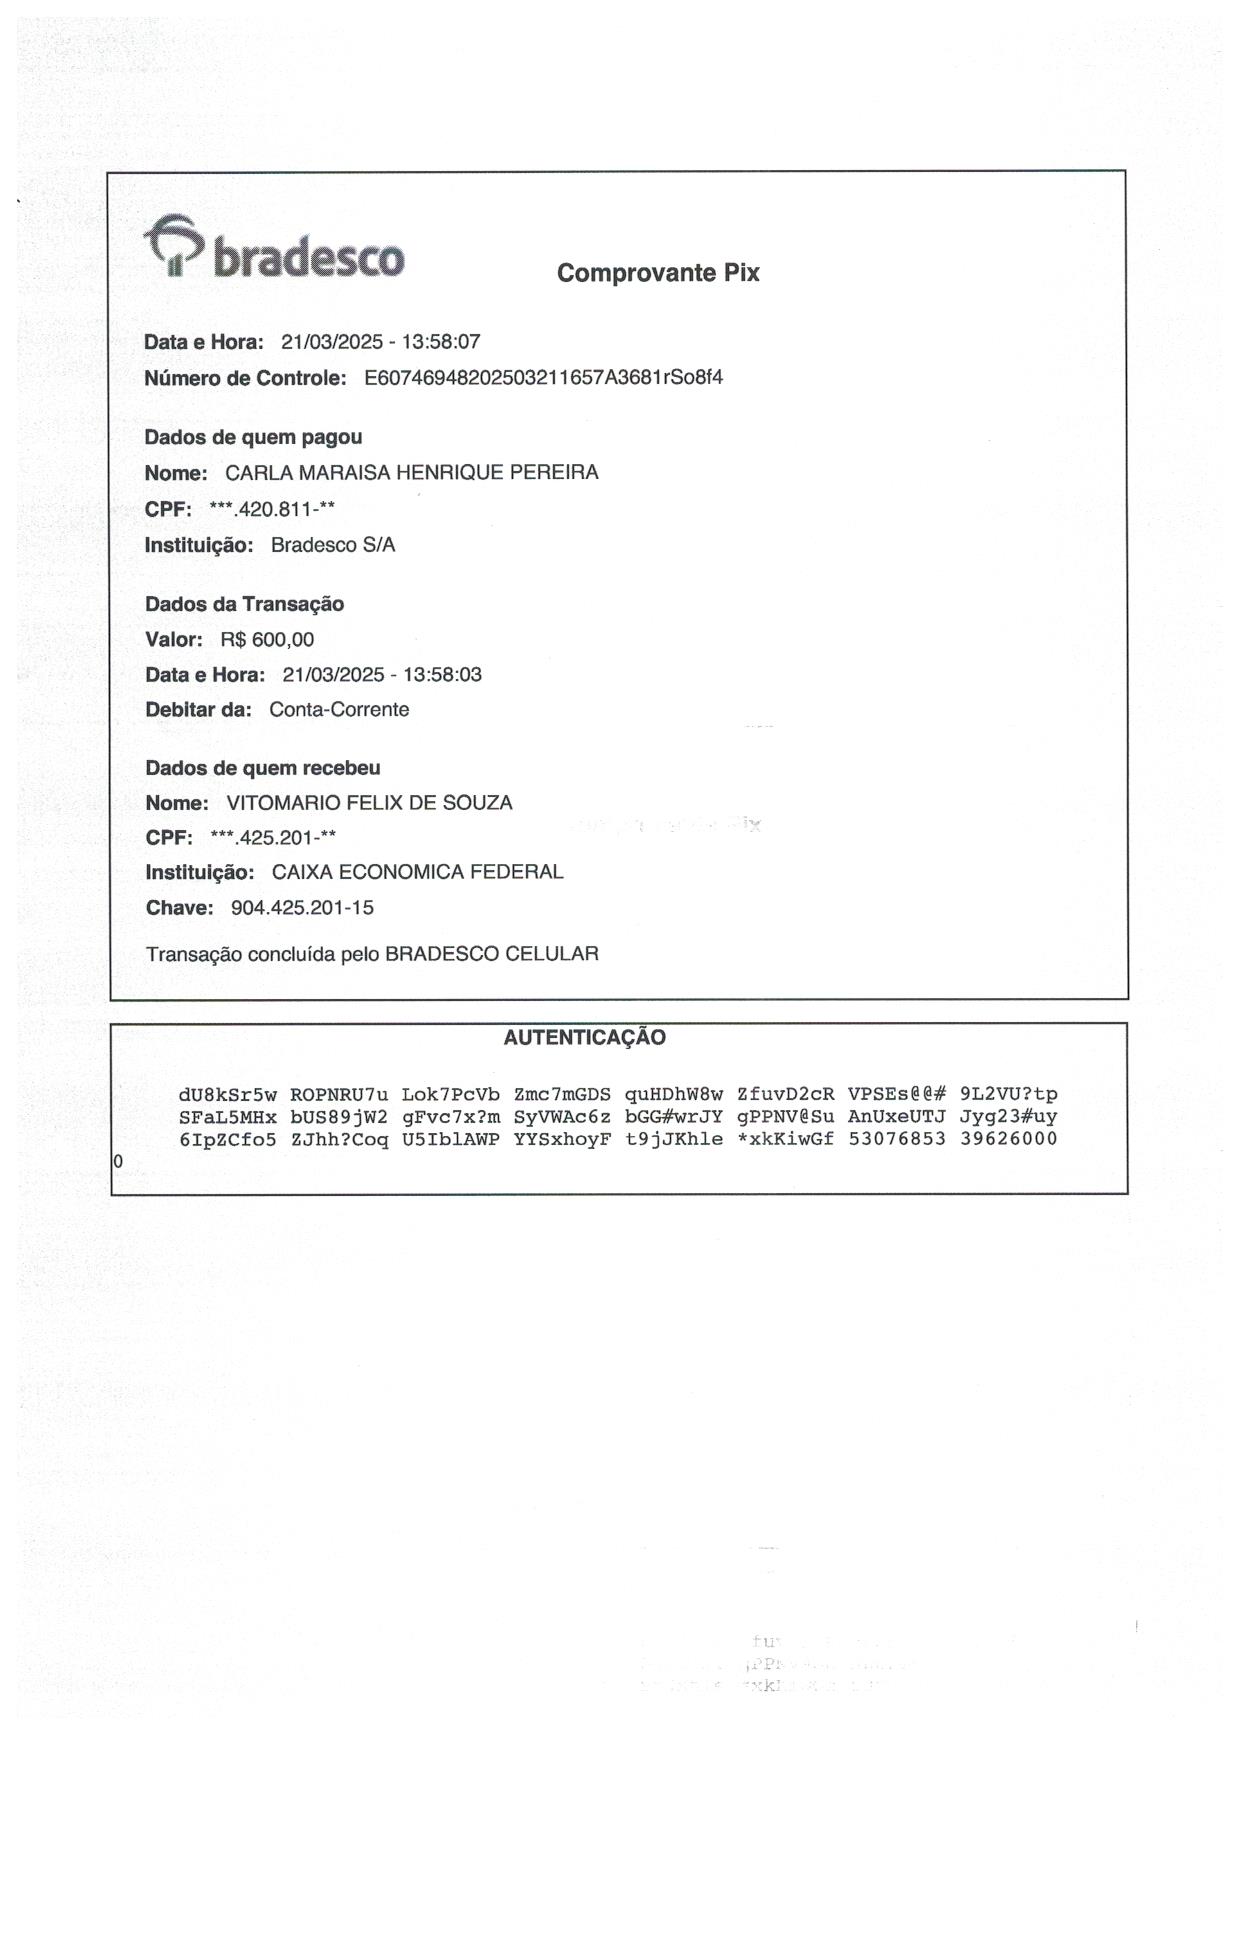 bradesco
Comprovante Pix
Data e Hora: 21/03/2025 - 13:58:07
Número de Controle: E60746948202503211657A3681rSo8f4
Dados de quem pagou
Nome: CARLA MARAISA HENRIQUE PEREIRA
CPF: ***.420.811-**
Instituição: Bradesco S/A
Dados da Transação
Valor: R$ 600,00
Data e Hora: 21/03/2025 - 13:58:03
Debitar da: Conta-Corrente
Dados de quem recebeu
Nome: VITOMARIO FELIX DE SOUZA
CPF: ***.425.201-**
Instituição: CAIXA ECONOMICA FEDERAL
Chave: 904.425.201-15
Transação concluída pelo BRADESCO CELULAR
AUTENTICAÇÃO
dU8kSr5w ROPNRU7u Lok7PcVb Zmc7mGDS quHDhW8w ZfuvD2cR VPSEs@@# 9L2VU?tp
SFaL5MHx bUS89jW2 gFvc7x?m SyVWAc6z bGG#wrJY gPPNV@Su AnUxeUTJ Jyg23#uy
6IpZCfo5 ZJhh?Coq U5IblAWP YYSxhoyF t9jJKhle *xkKiwGf 53076853 39626000
0